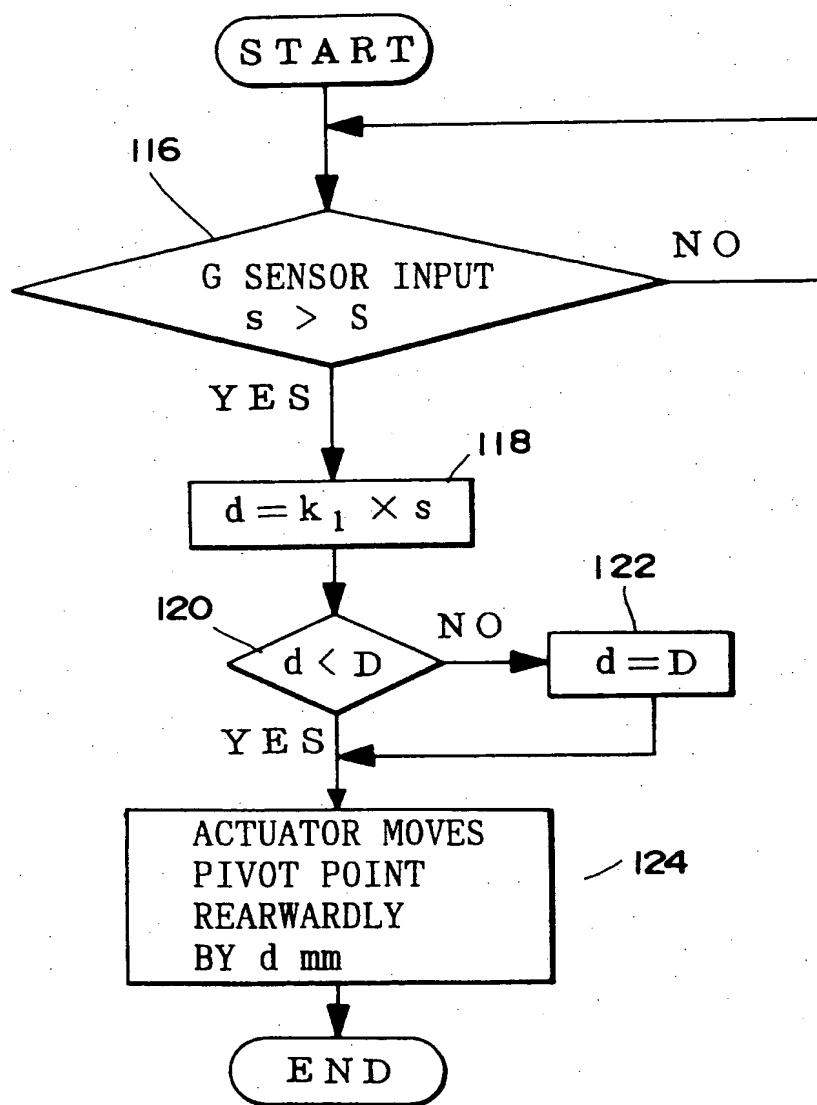 START
116
G SENSOR INPUT
s > S
NO
YES
118
d = k₁ × s
120
d < D
NO
122
d = D
YES
ACTUATOR MOVES
PIVOT POINT
REARWARDLY
BY d mm
124
END